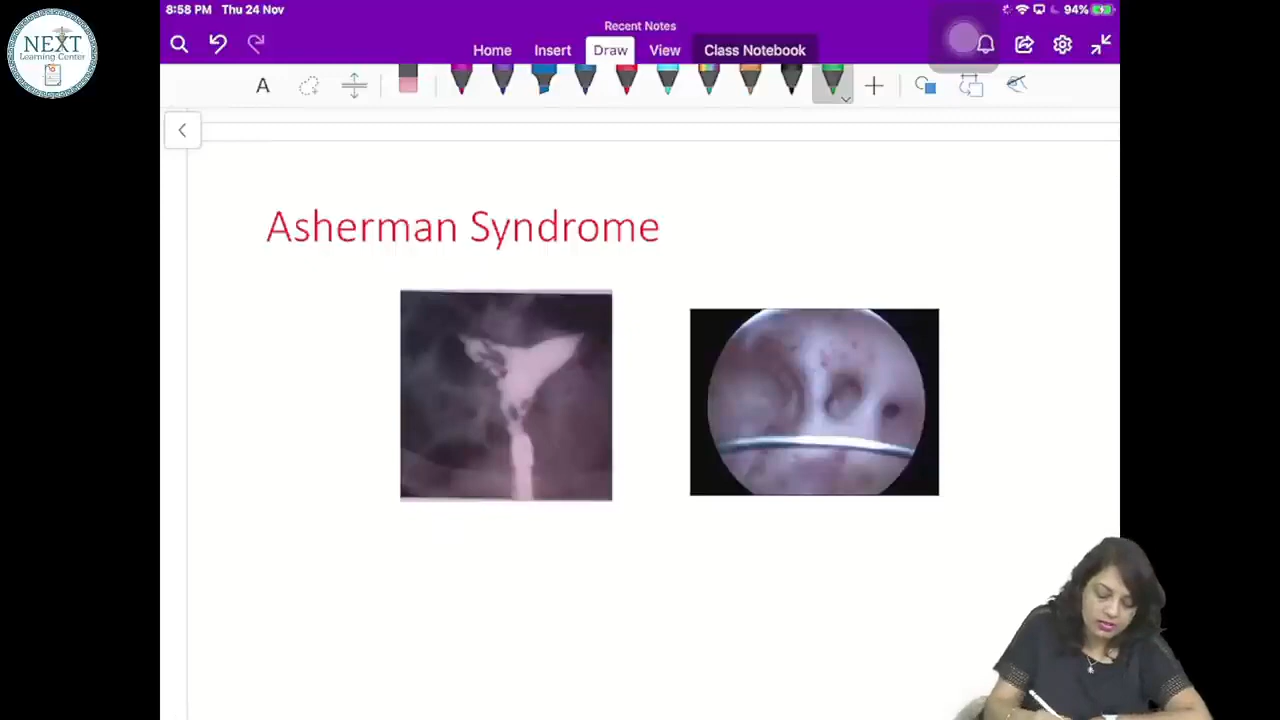 8:58 PM Thu 24 Nov
94%
Recent Notes
NEXT
Learning Center
Home Insert Draw View Class Notebook
A
Asherman Syndrome